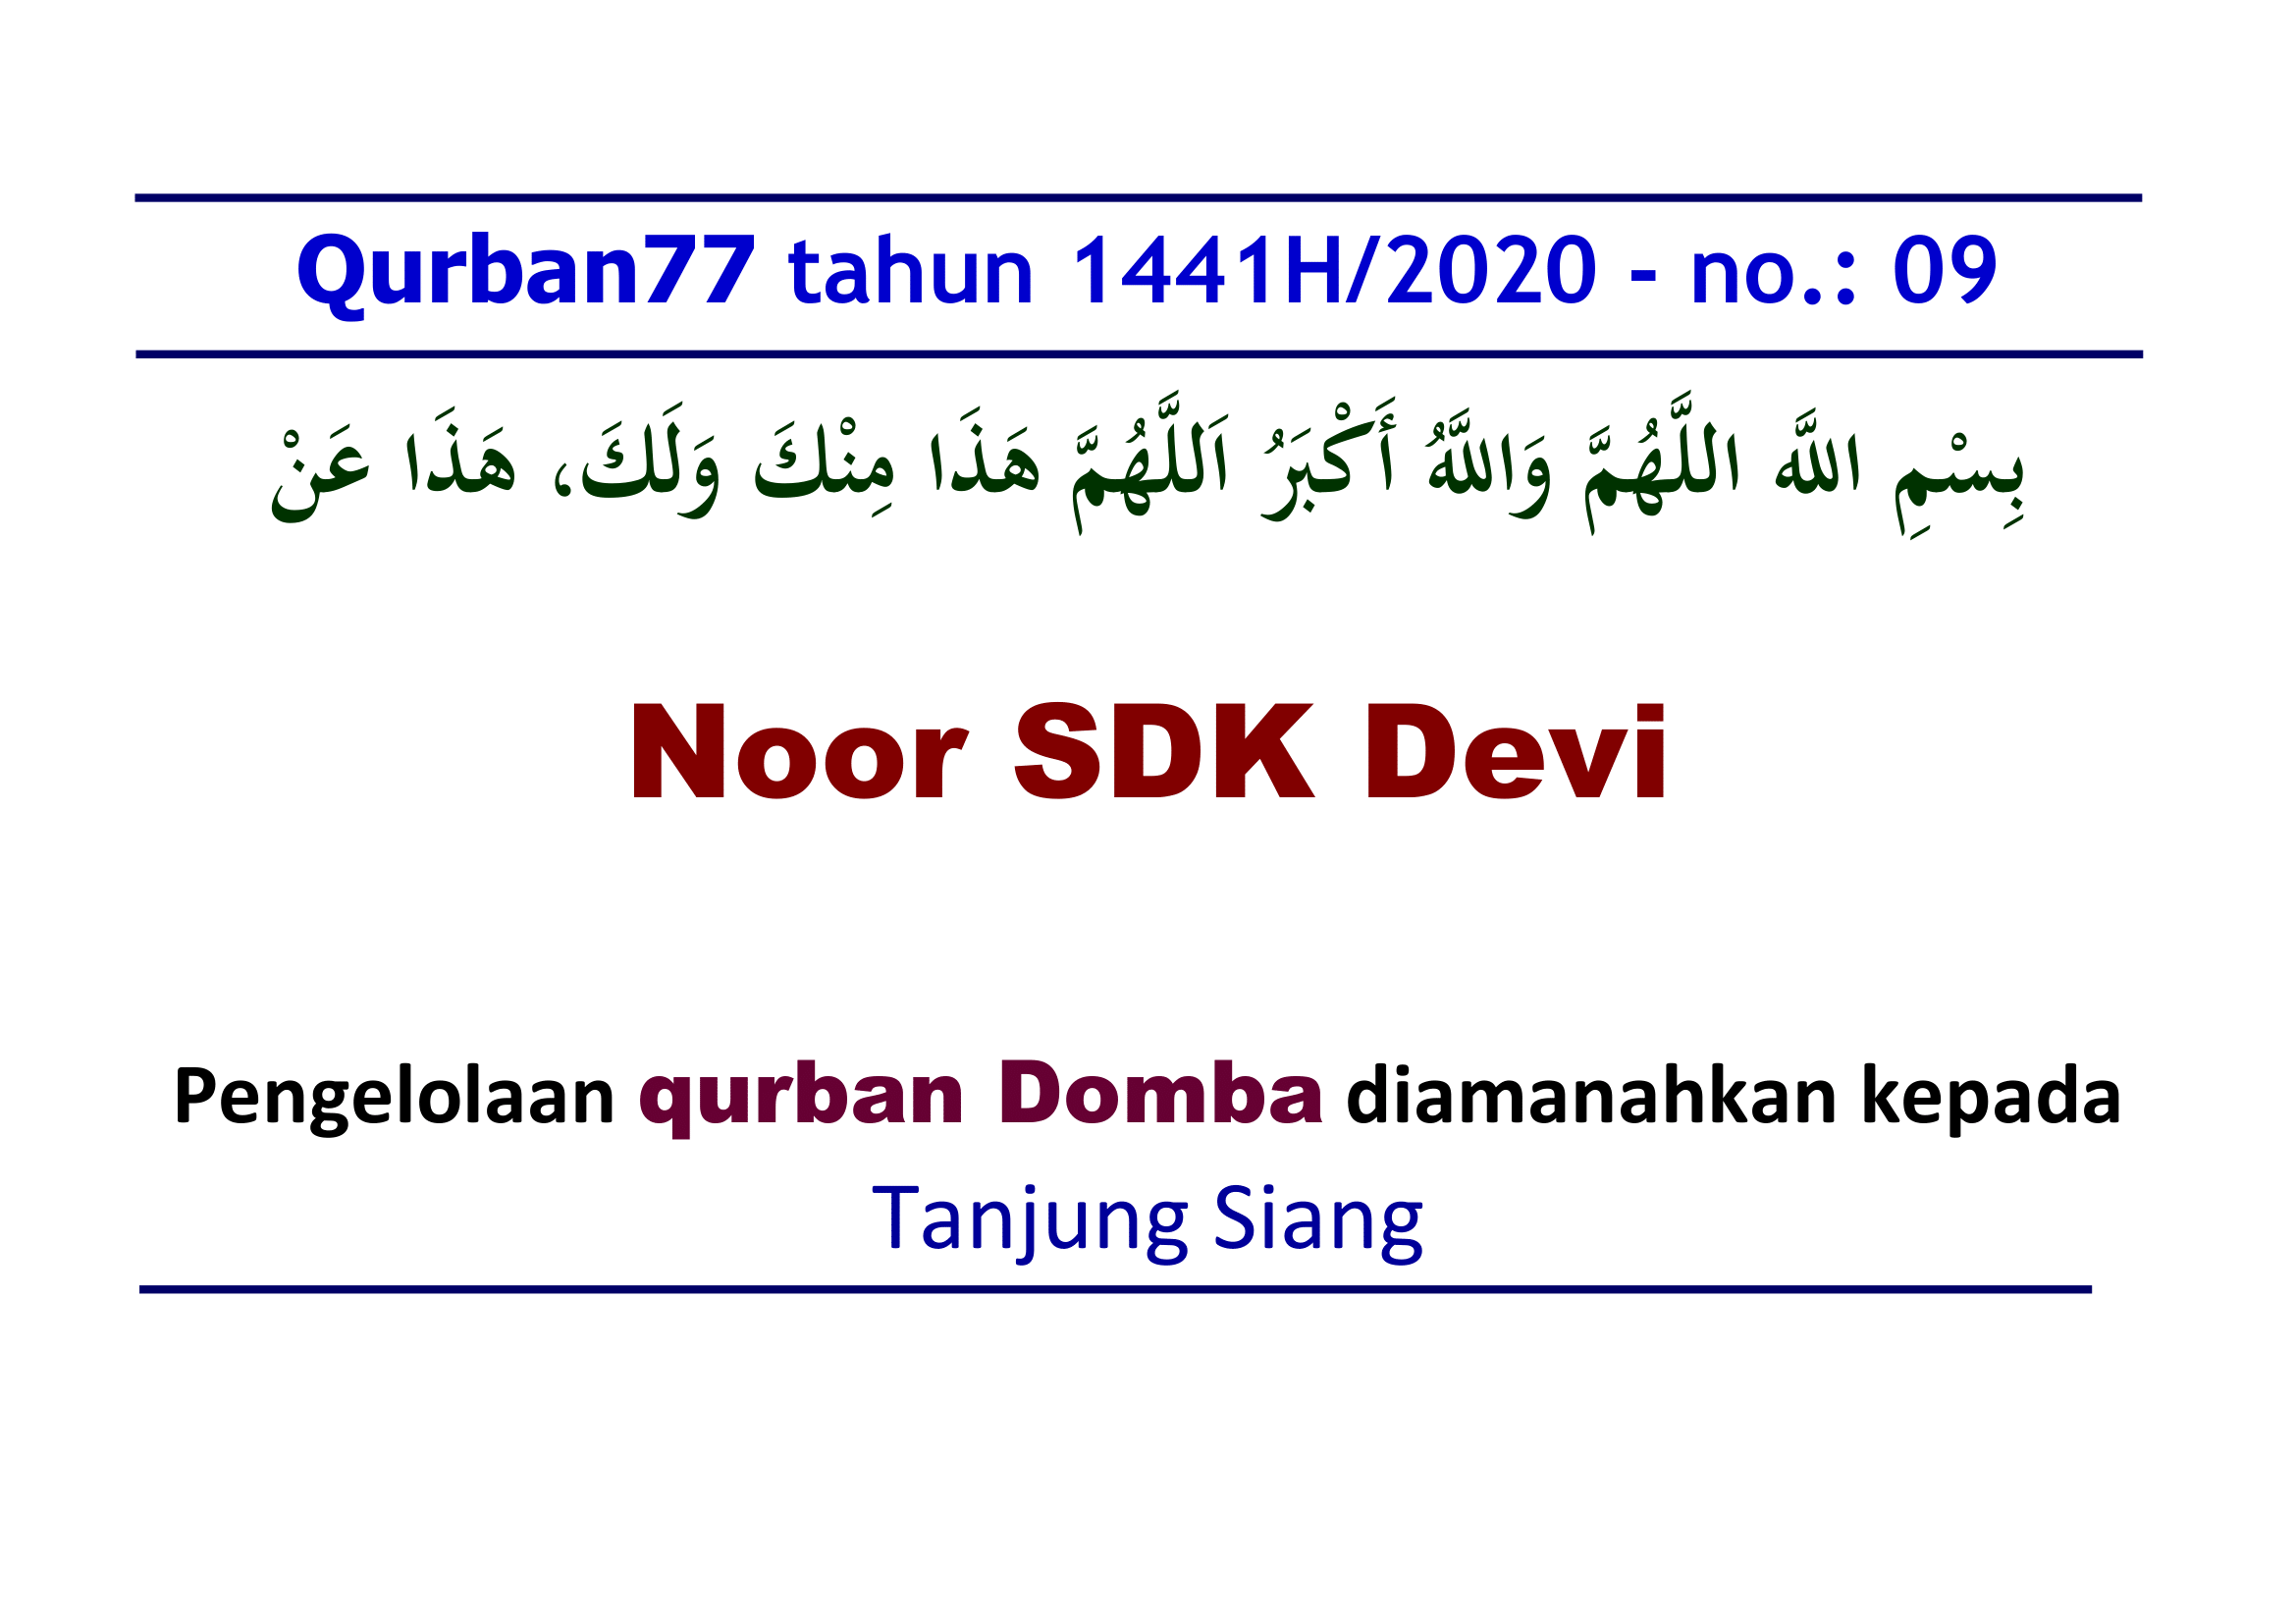 Qurban77 tahun 1441H/2020 - no.: 09
بِسْمِ اللَّه اَللَّهُمَّ وَاللَّهُ أَكْبَرُ اَللَّهُمَّ هَذَا مِنْكَ وَلَكَ، هَذَا عَنْ
Noor SDK Devi
Pengelolaan qurban Domba diamanahkan kepada
Tanjung Siang